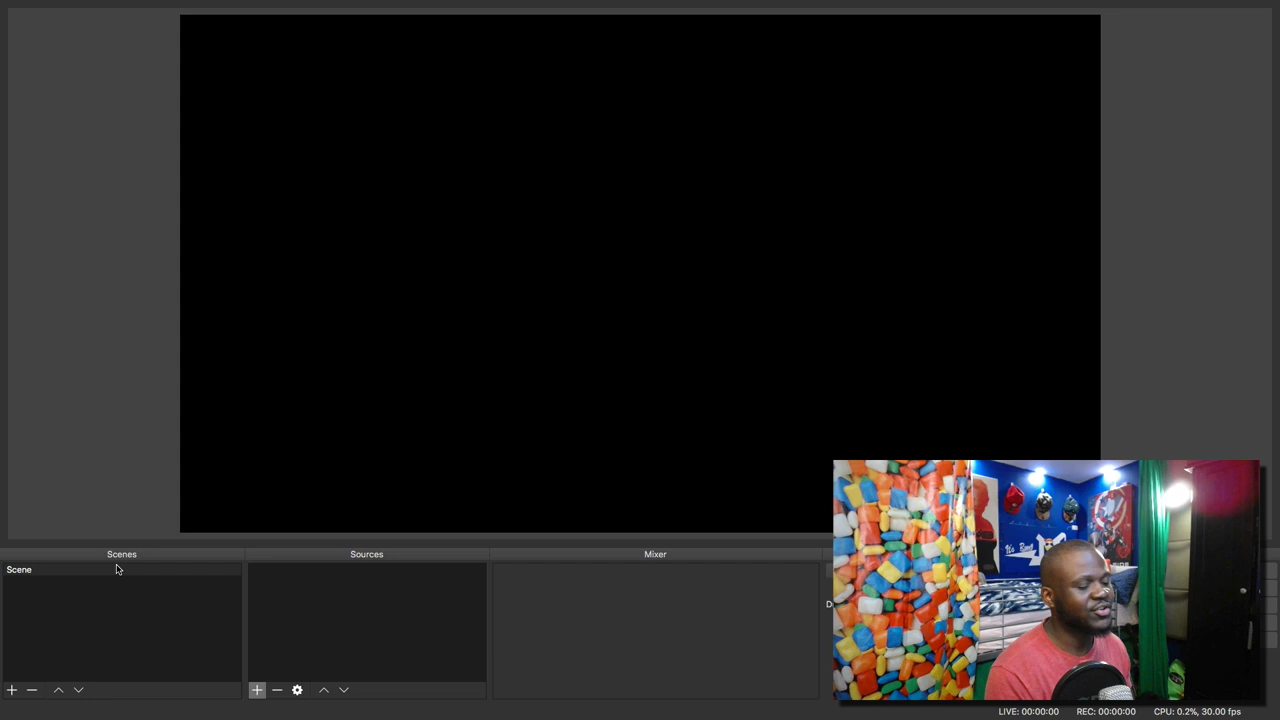 Scenes
Sources
Mixer
Scene
D
LIVE: 00:00:00
REC: 00:00:00
CPU: 0.2%, 30.00 fps